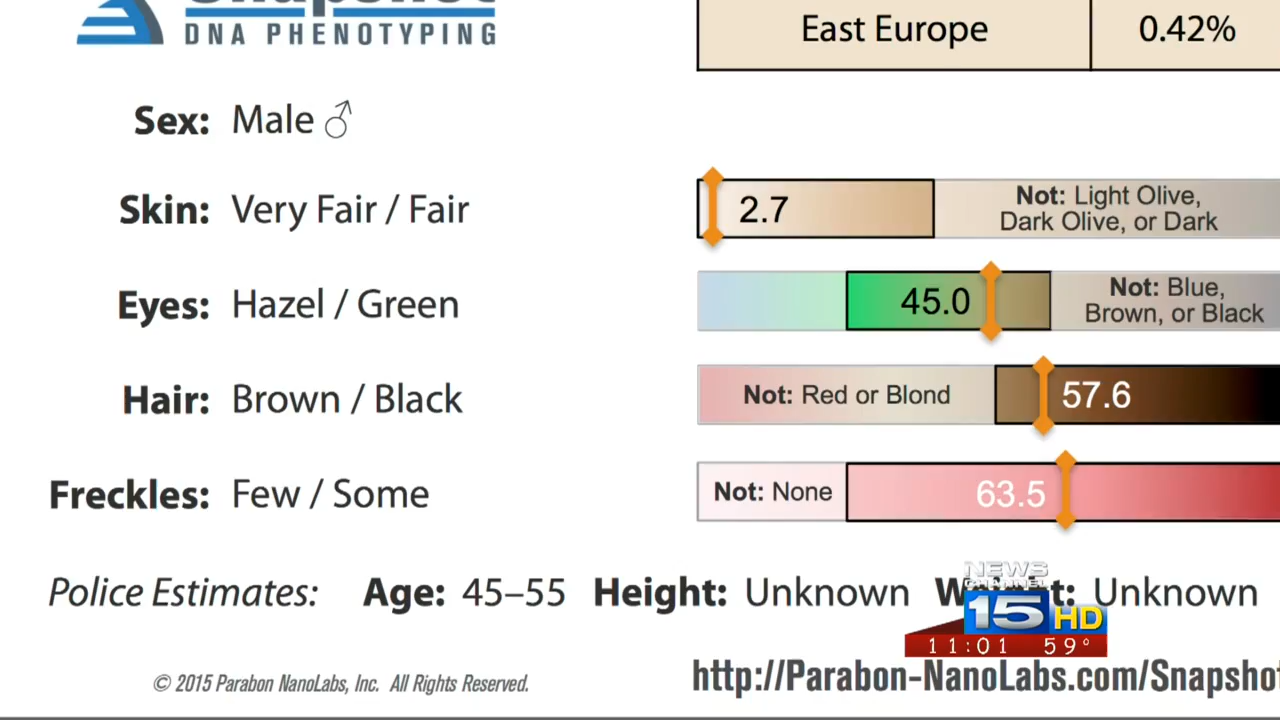 Snapshot
DNA PHENOTYPING
East Europe 0.42%
Sex: Male ♂
Skin: Very Fair / Fair
2.7
Not: Light Olive,
Dark Olive, or Dark
Eyes: Hazel / Green
45.0
Not: Blue,
Brown, or Black
Hair: Brown / Black
Not: Red or Blond
57.6
Freckles: Few / Some
Not: None
63.5
Police Estimates: Age: 45–55 Height: Unknown Unknown
NEWS
CHANNEL
15 HD
11:01 59°
© 2015 Parabon NanoLabs, Inc. All Rights Reserved.
http://Parabon-NanoLabs.com/Snapshot